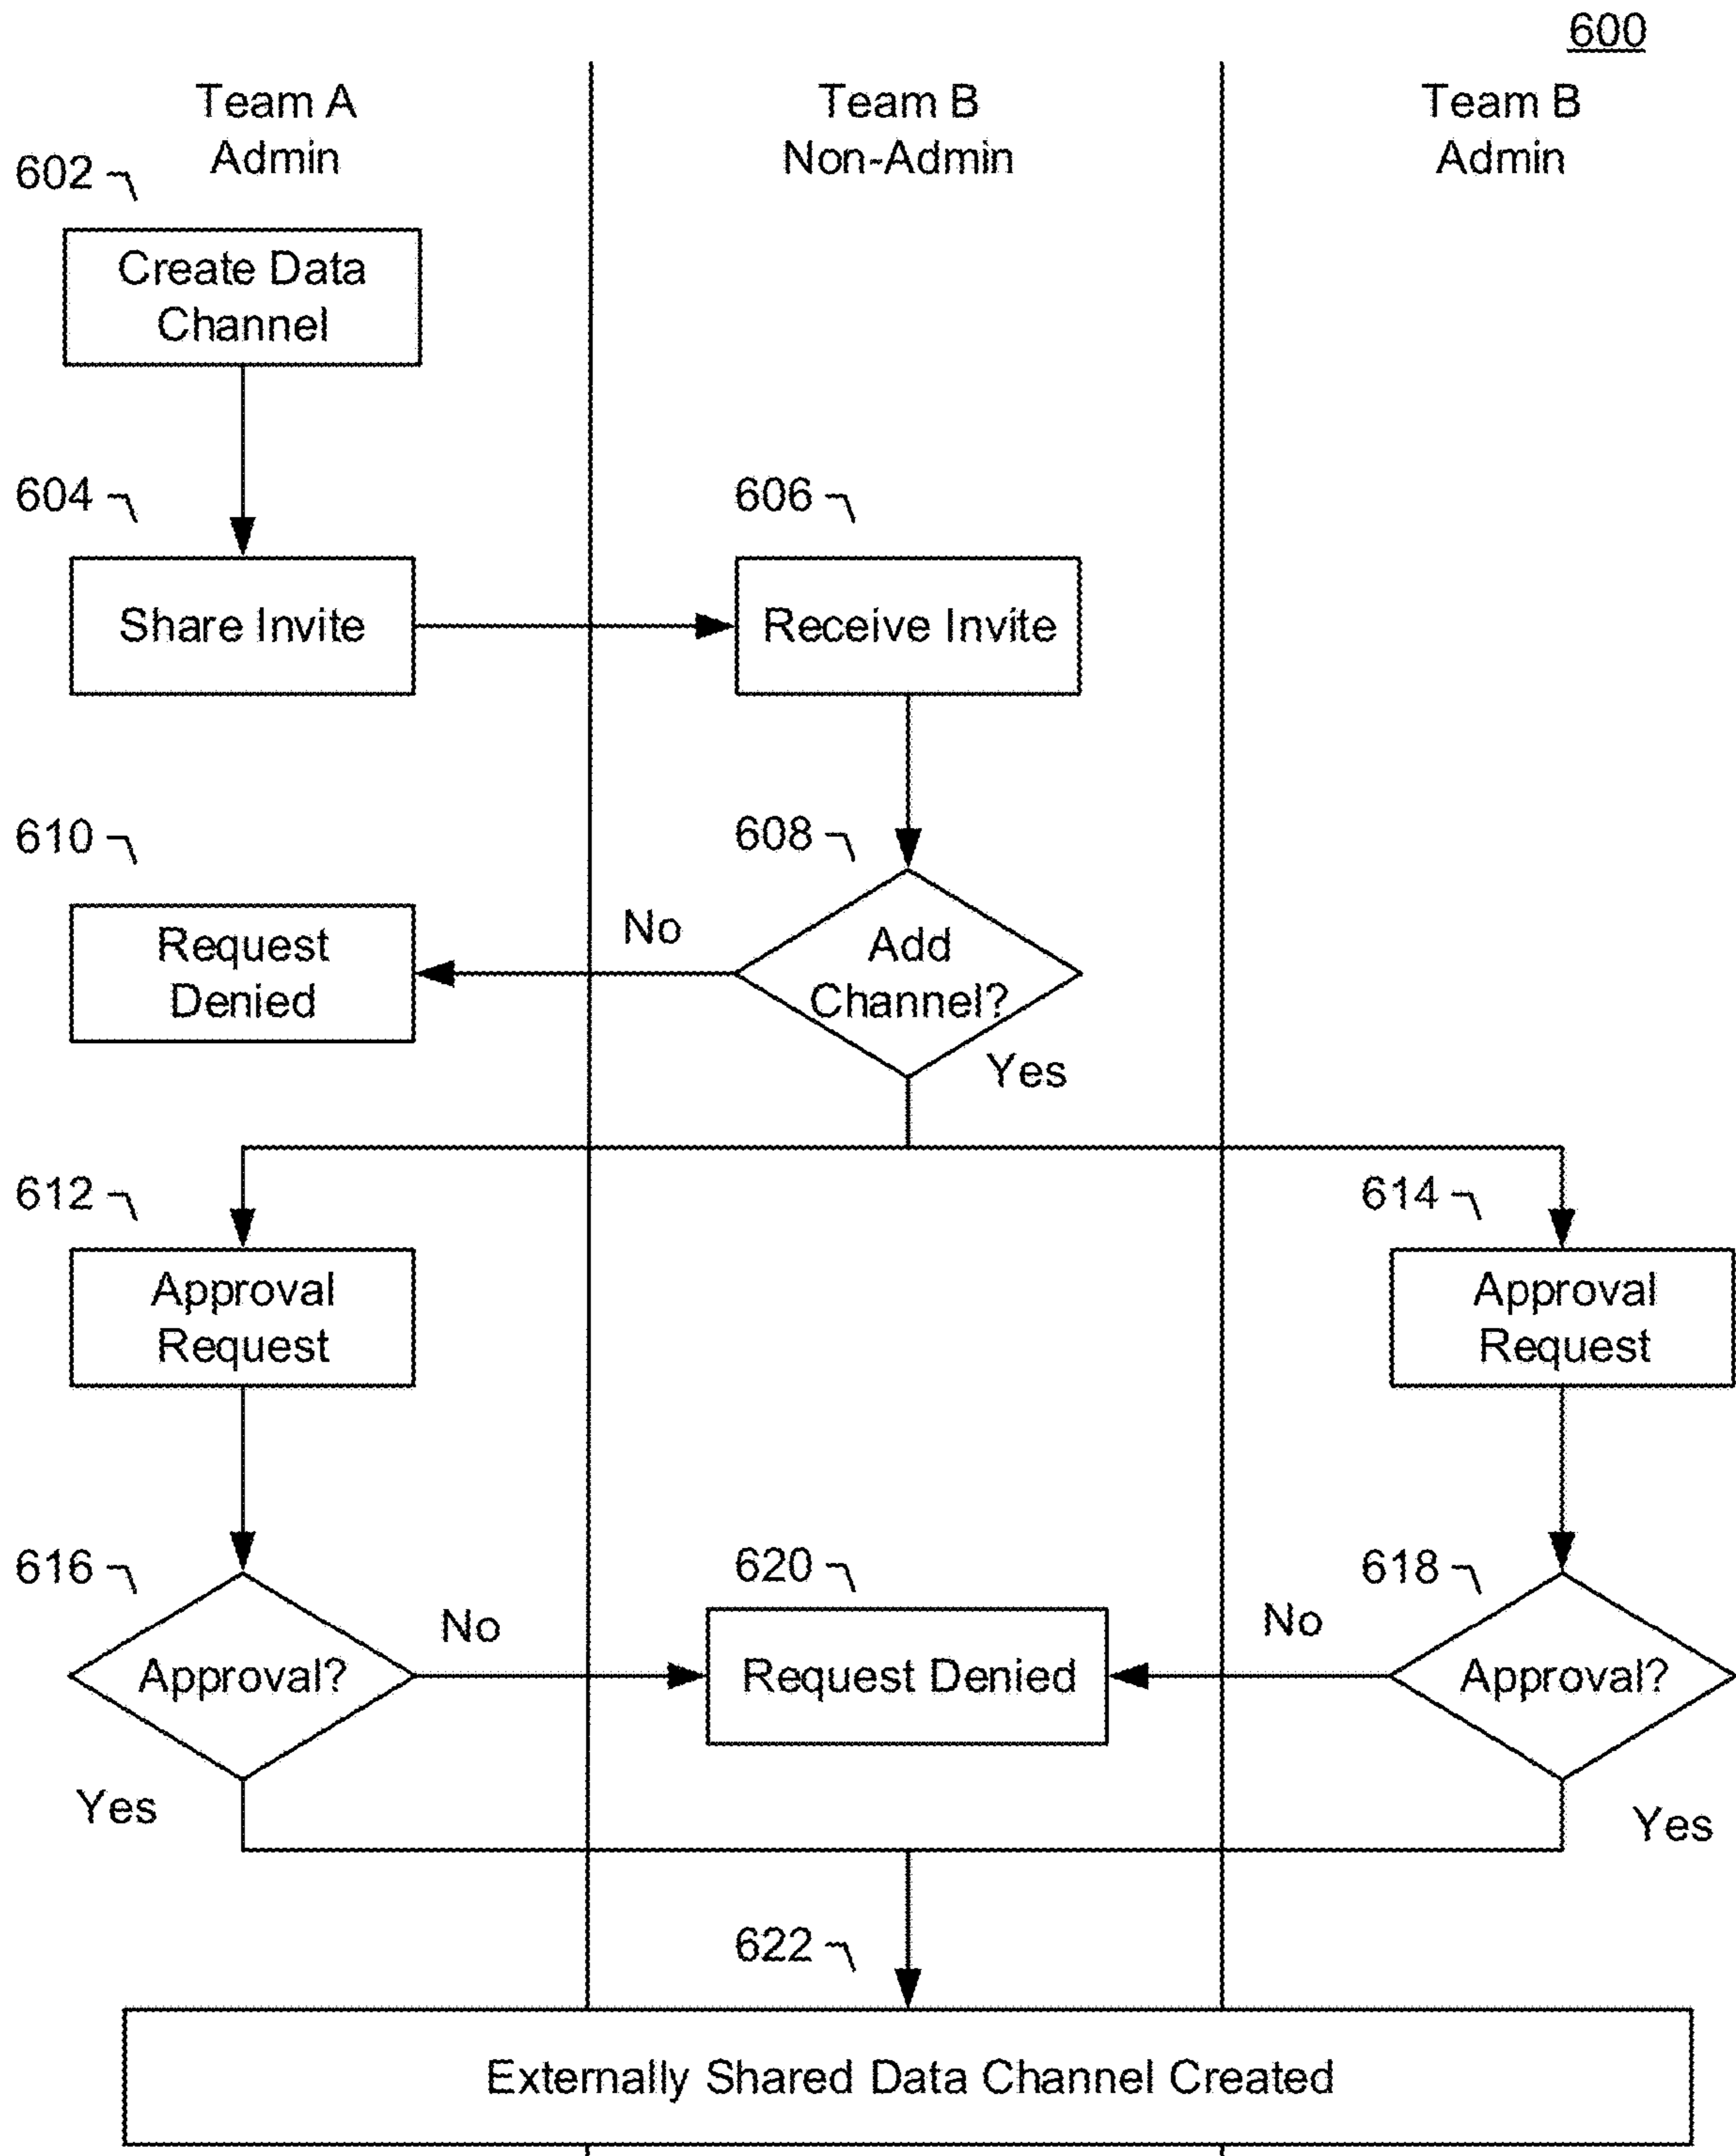 600
Team A
Admin
Team B
Non-Admin
Team B
Admin
602
Create Data
Channel
604
Share Invite
606
Receive Invite
608
Add
Channel?
No
Yes
610
Request
Denied
612
Approval
Request
614
Approval
Request
616
Approval?
No
Yes
620
Request Denied
618
Approval?
No
Yes
622
Externally Shared Data Channel Created